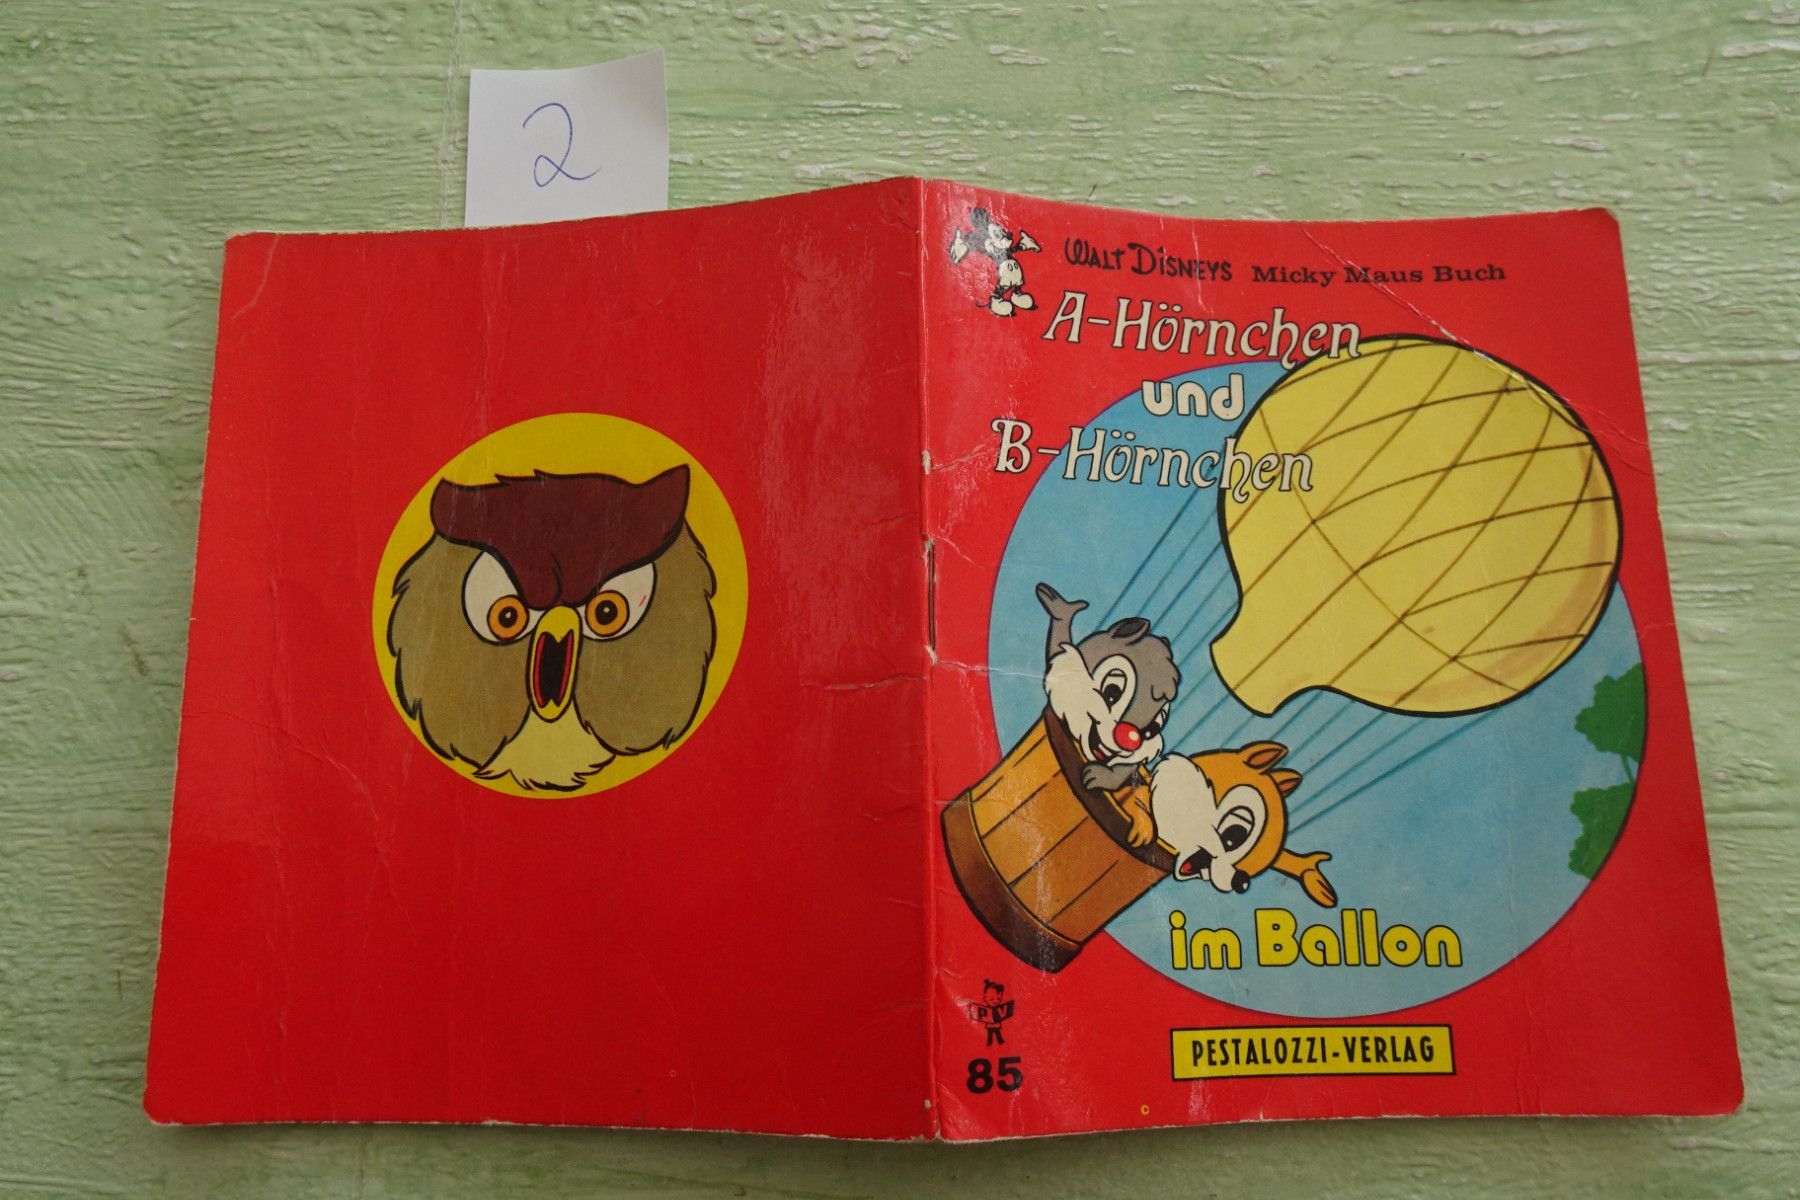 2
WALT DISNEYS Micky Maus Buch
A-Hörnchen
und
B-Hörnchen
im Ballon
PV
85
PESTALOZZI-VERLAG